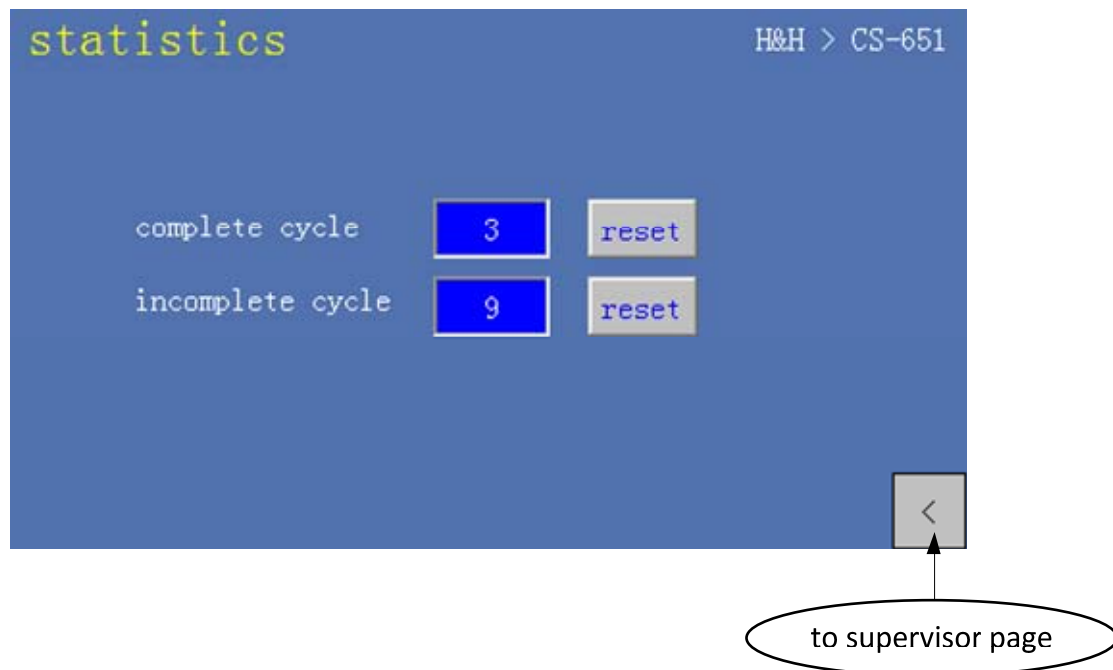 statistics
H&H > CS-651
complete cycle 3 reset
incomplete cycle 9 reset
<
to supervisor page